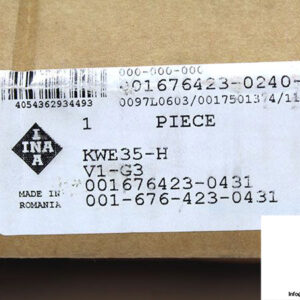 000-000-000
001676423-0240-
4054362934493
0097L0603/0017501374/11
1 PIECE
I
INA
A
KWE35-H
V1-G3
001676423-0431
001-676-423-0431
MADE IN
ROMANIA